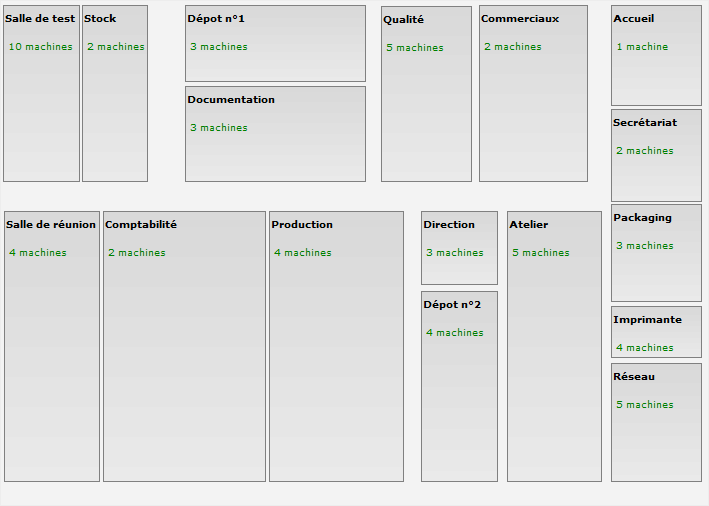 Salle de test
10 machines
Stock
2 machines
Dépot n°1
3 machines
Documentation
3 machines
Qualité
5 machines
Commerciaux
2 machines
Accueil
1 machine
Secrétariat
2 machines
Packaging
3 machines
Imprimante
4 machines
Réseau
5 machines
Salle de réunion
4 machines
Comptabilité
2 machines
Production
4 machines
Direction
3 machines
Dépot n°2
4 machines
Atelier
5 machines